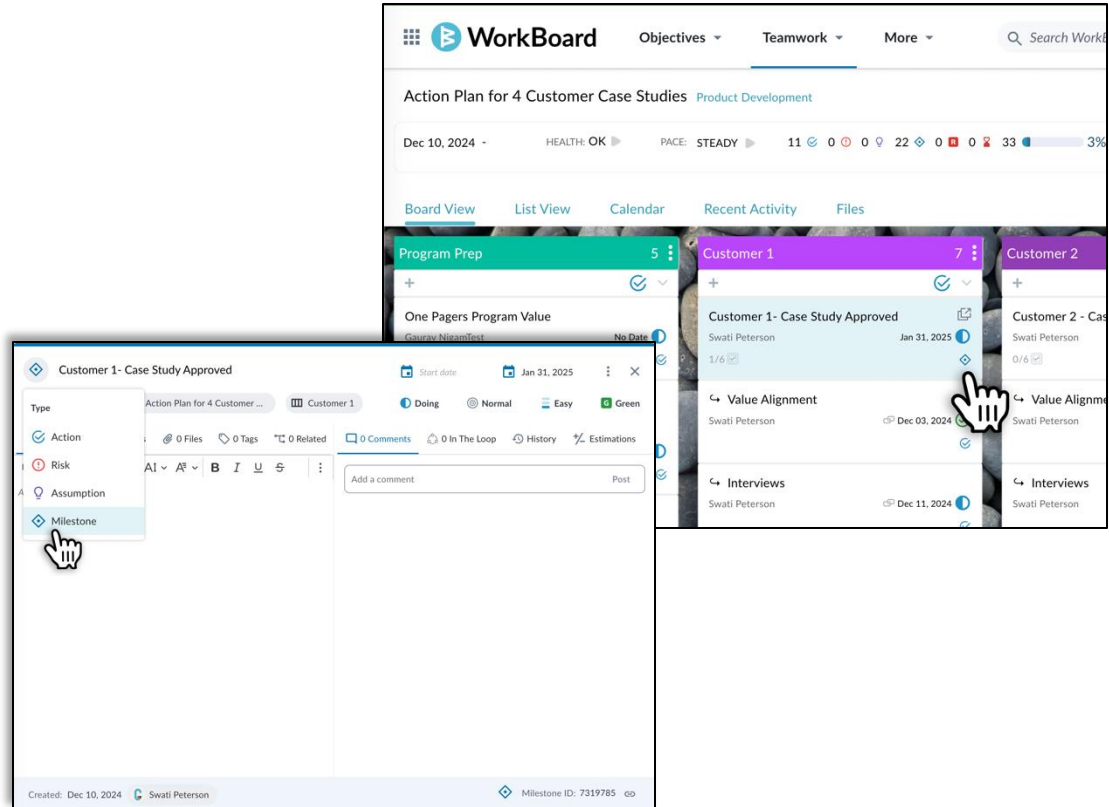 WorkBoard Objectives Teamwork More Search
Action Plan for 4 Customer Case Studies Product Development
Dec 10, 2024 - HEALTH: OK PACE: STEADY 11 0 0 22 0 R 0 33 3%
Board View List View Calendar Recent Activity Files
Program Prep 5
+
One Pagers Program Value
Gaurav NigamTest No Date
Customer 1 7
+
Customer 1- Case Study Approved
Swati Peterson Jan 31, 2025
1/6
Value Alignment
Swati Peterson Dec 03, 2024
Interviews
Swati Peterson Dec 11, 2024
Customer 2
+
Customer 2 - Cas
Swati Peterson
0/6
Value Alignme
Swati Peterson
Interviews
Swati Peterson
Customer 1- Case Study Approved Start date Jan 31, 2025
Action Plan for 4 Customer ... Customer 1 Doing Normal Easy G Green
0 Files 0 Tags 0 Related 0 Comments 0 In The Loop History Estimations
AI B I U S
Add a comment Post
Type
Action
Risk
Assumption
Milestone
Created: Dec 10, 2024 Swati Peterson Milestone ID: 7319785